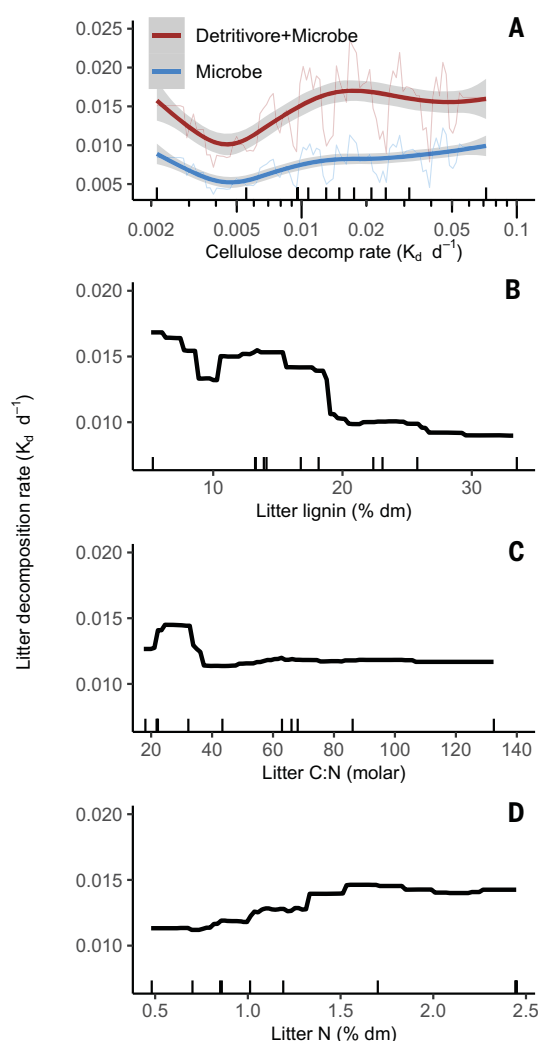 Litter decomposition rate (Kd d−1)
A
Detritivore+Microbe
Microbe
0.025
0.020
0.015
0.010
0.005
0.002 0.005 0.01 0.02 0.05 0.1
Cellulose decomp rate (Kd d−1)
B
0.020
0.015
0.010
10 20 30
Litter lignin (% dm)
C
0.020
0.015
0.010
20 40 60 80 100 120 140
Litter C:N (molar)
D
0.020
0.015
0.010
0.5 1.0 1.5 2.0 2.5
Litter N (% dm)